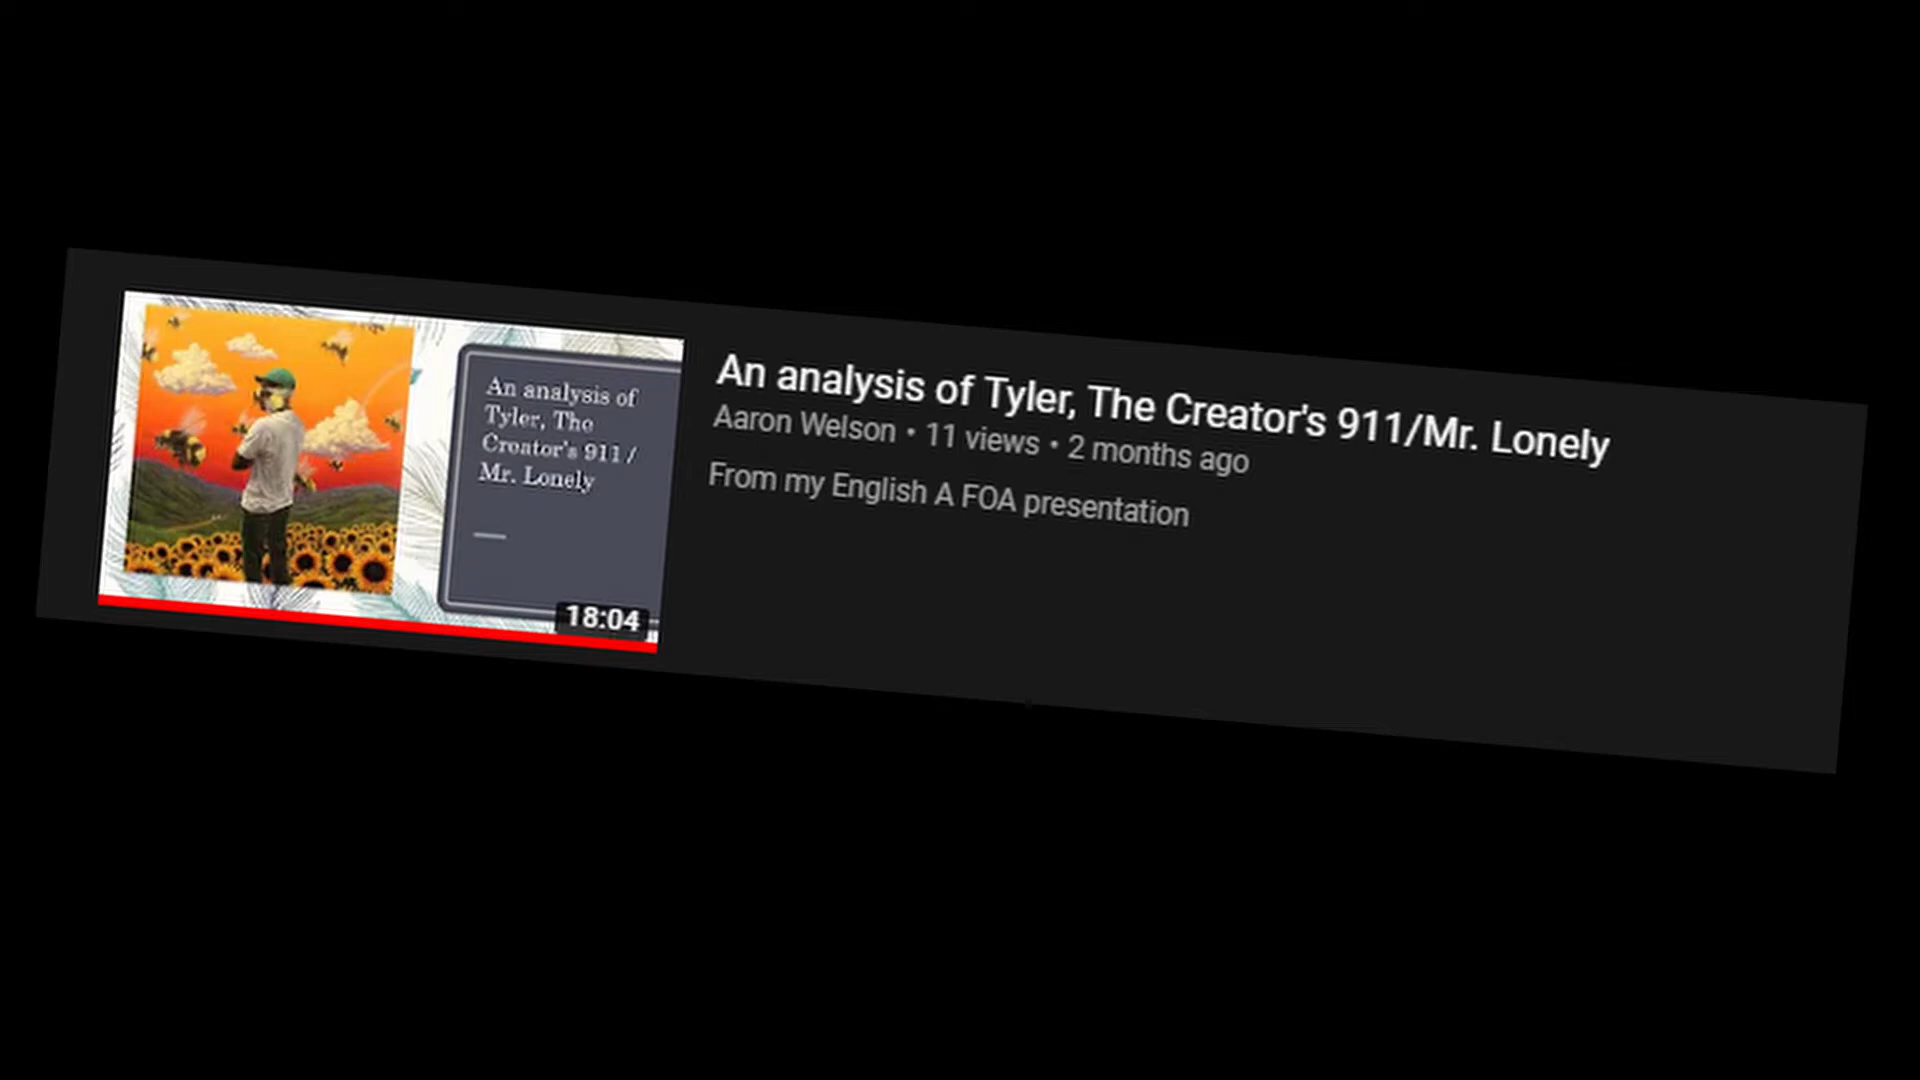 An analysis of
Tyler, The
Creator's 911 /
Mr. Lonely
18:04
An analysis of Tyler, The Creator's 911/Mr. Lonely
Aaron Welson • 11 views • 2 months ago
From my English A FOA presentation